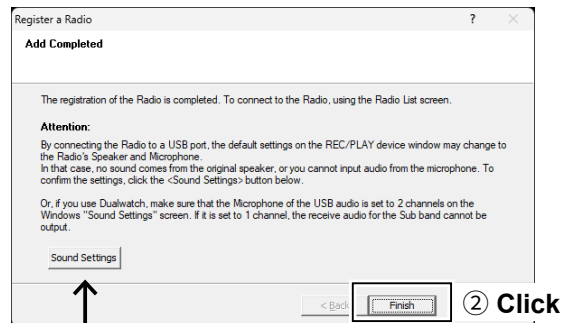 Register a Radio ? ×
Add Completed
The registration of the Radio is completed. To connect to the Radio, using the Radio List screen.
Attention:
By connecting the Radio to a USB port, the default settings on the REC/PLAY device window may change to
the Radio's Speaker and Microphone.
In that case, no sound comes from the original speaker, or you cannot input audio from the microphone. To
confirm the settings, click the <Sound Settings> button below.
Or, if you use Dualwatch, make sure that the Microphone of the USB audio is set to 2 channels on the
Windows "Sound Settings" screen. If it is set to 1 channel, the receive audio for the Sub band cannot be
output.
Sound Settings
< Back Finish ② Click